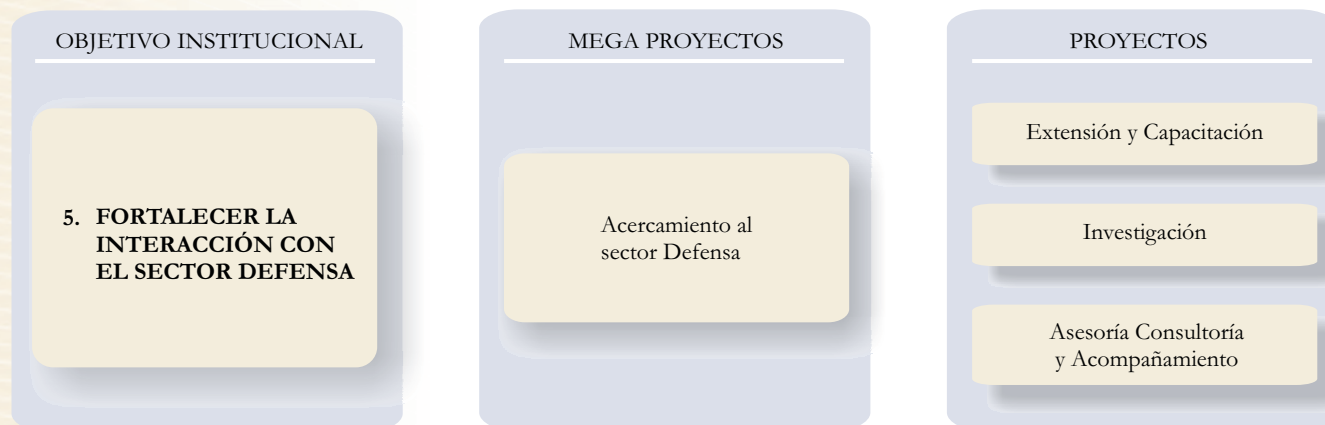 OBJETIVO INSTITUCIONAL
5. FORTALECER LA
INTERACCIÓN CON
EL SECTOR DEFENSA
MEGA PROYECTOS
Acercamiento al
sector Defensa
PROYECTOS
Extensión y Capacitación
Investigación
Asesoría Consultoría
y Acompañamiento